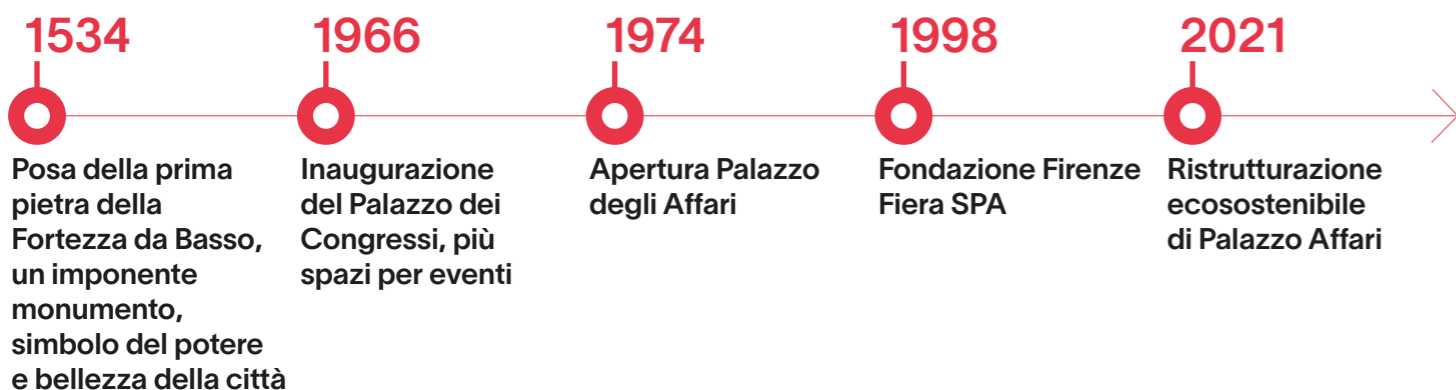 1534
Posa della prima
pietra della
Fortezza da Basso,
un imponente
monumento,
simbolo del potere
e bellezza della città
1966
Inaugurazione
del Palazzo dei
Congressi, più
spazi per eventi
1974
Apertura Palazzo
degli Affari
1998
Fondazione Firenze
Fiera SPA
2021
Ristrutturazione
ecosostenibile
di Palazzo Affari